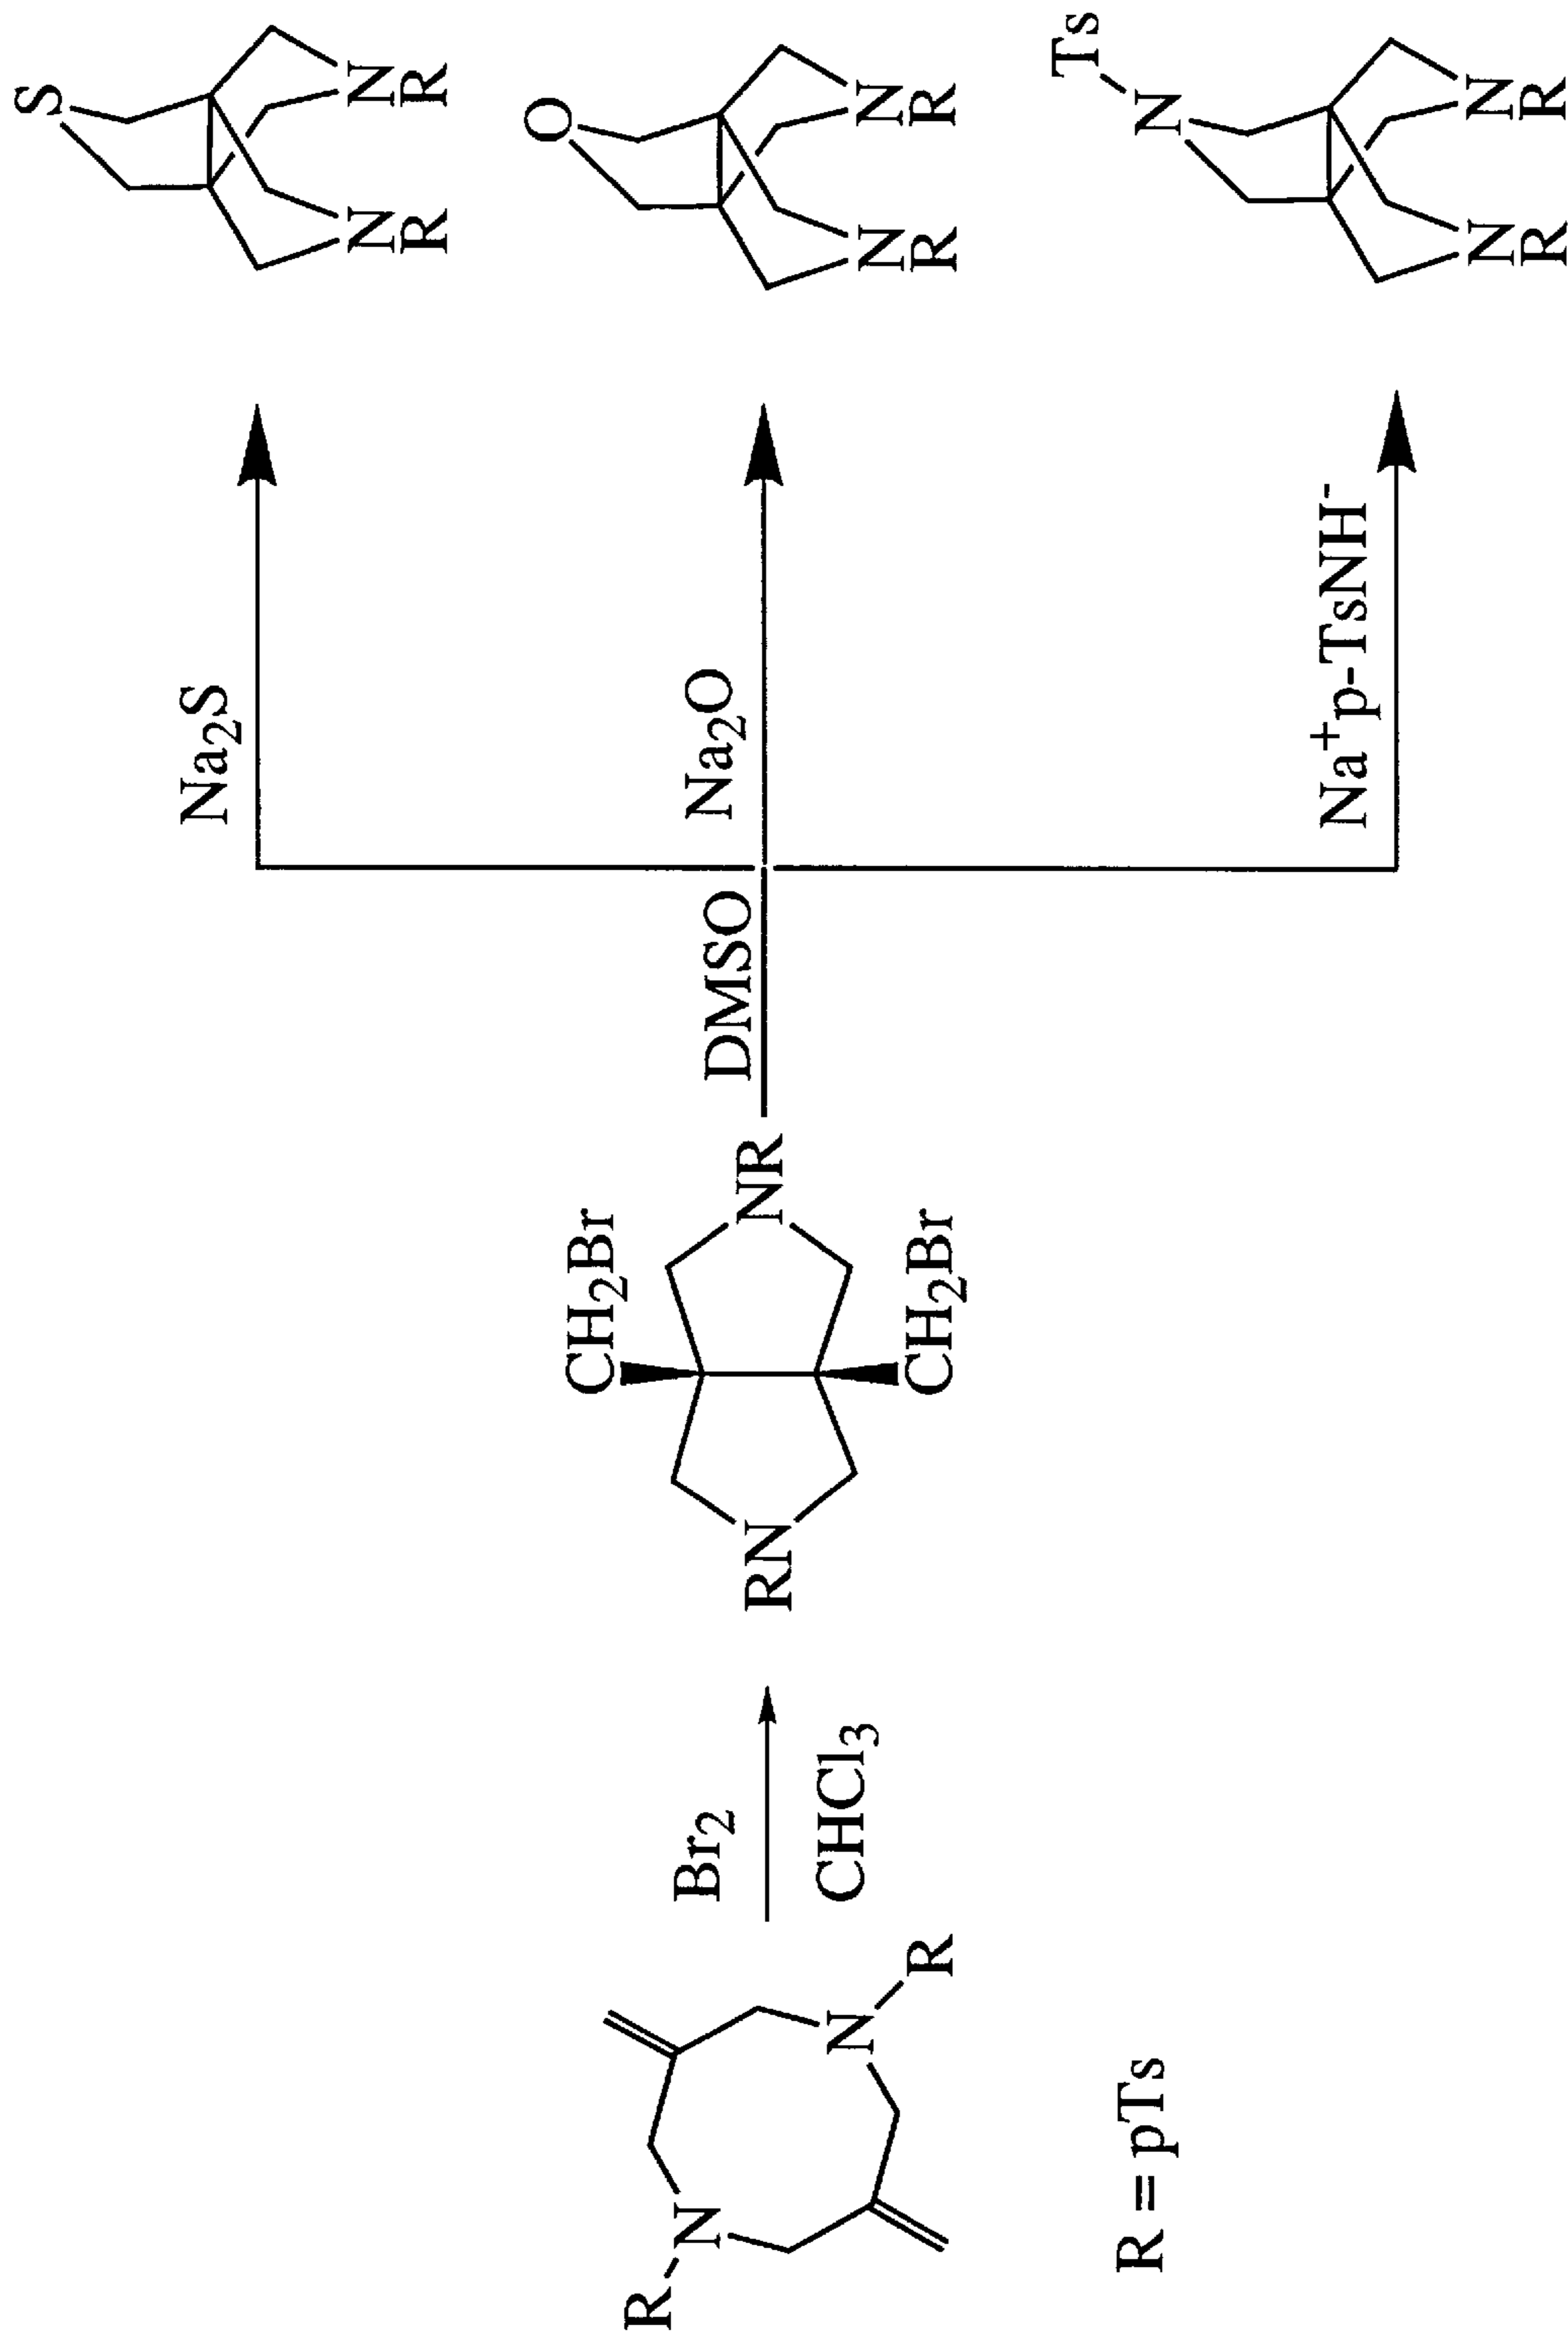 R
N
N
R
R = pTs
Br₂
CHCl₃
CH₂Br
RN
NR
CH₂Br
DMSO
Na₂S
Na₂O
Na⁺p-TsNH⁻
S
N
R
N
R
O
N
R
N
R
Ts
N
N
R
N
R